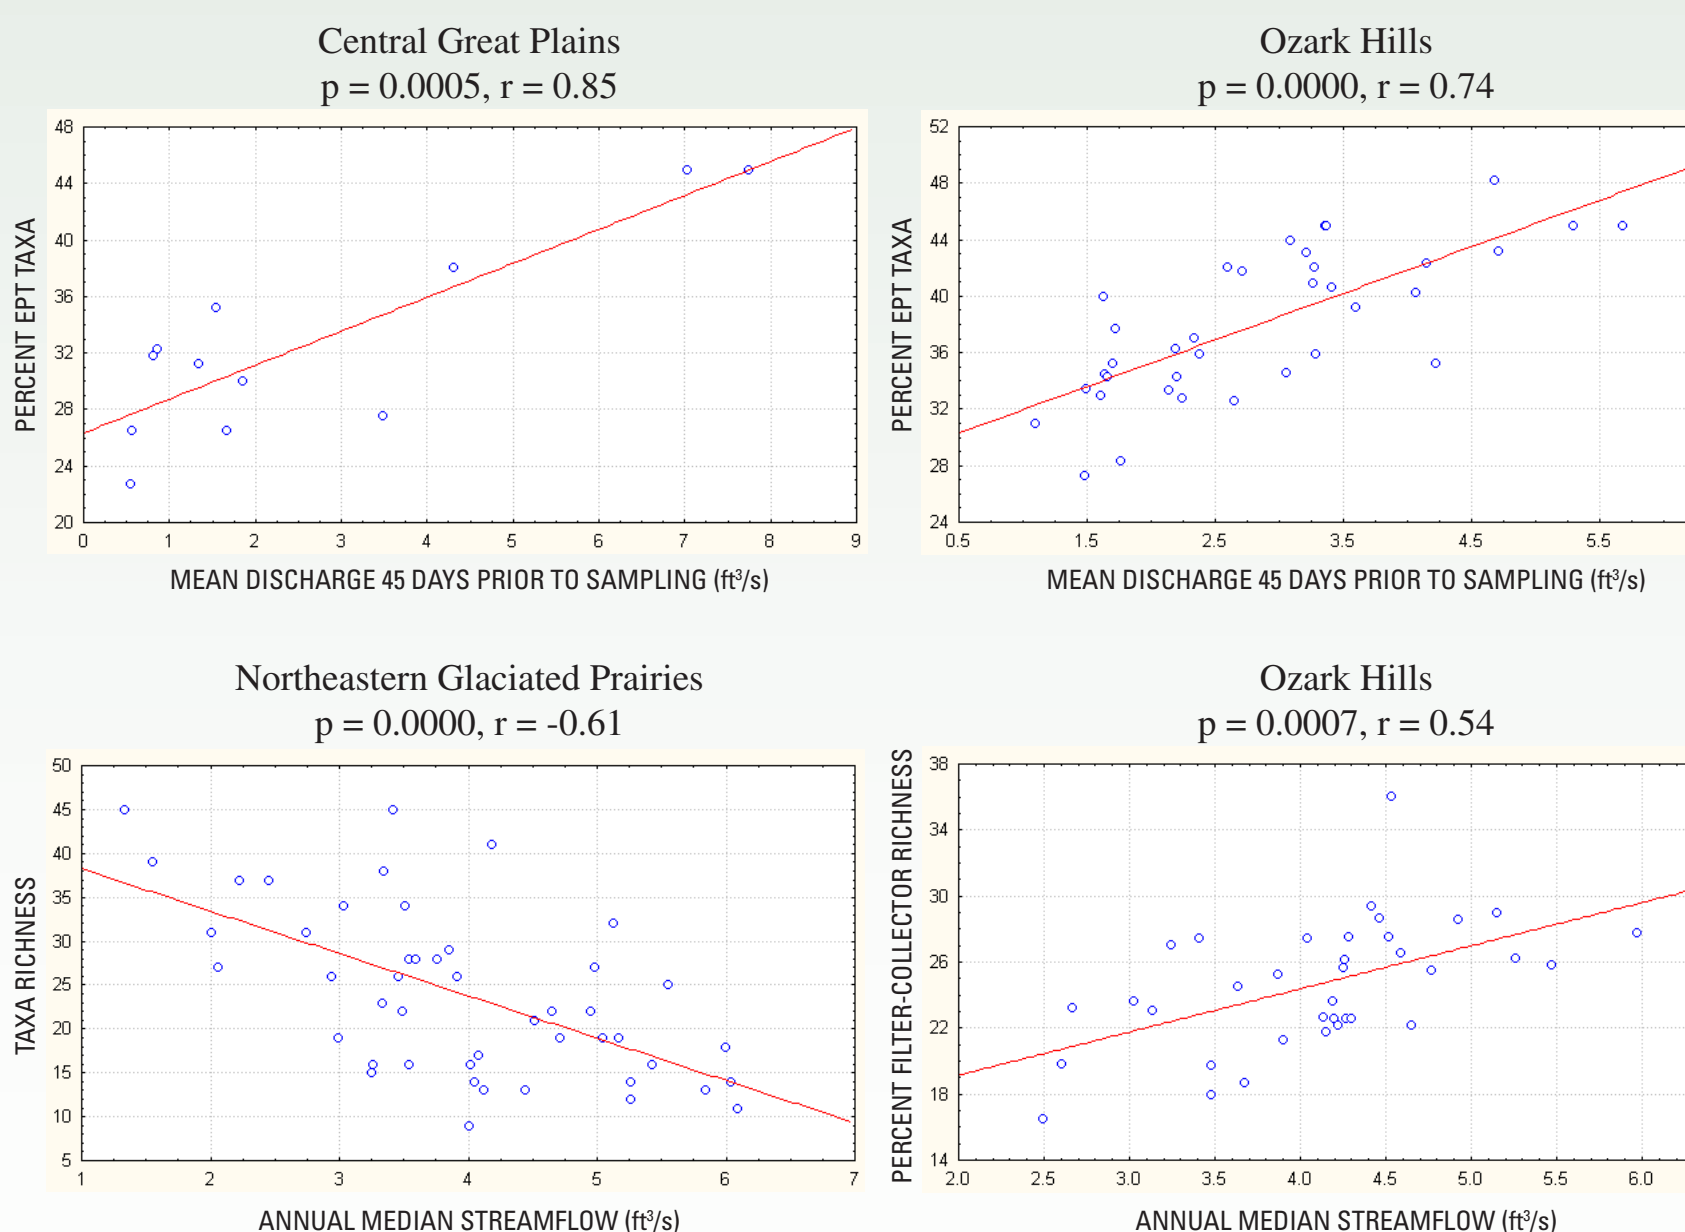 Central Great Plains
p = 0.0005, r = 0.85
48
44
40
36
32
28
24
20
0 1 2 3 4 5 6 7 8 9
PERCENT EPT TAXA
MEAN DISCHARGE 45 DAYS PRIOR TO SAMPLING (ft³/s)
Ozark Hills
p = 0.0000, r = 0.74
52
48
44
40
36
32
28
24
0.5 1.5 2.5 3.5 4.5 5.5
PERCENT EPT TAXA
MEAN DISCHARGE 45 DAYS PRIOR TO SAMPLING (ft³/s)
Northeastern Glaciated Prairies
p = 0.0000, r = -0.61
50
45
40
35
30
25
20
15
10
5
1 2 3 4 5 6 7
TAXA RICHNESS
ANNUAL MEDIAN STREAMFLOW (ft³/s)
Ozark Hills
p = 0.0007, r = 0.54
38
34
30
26
22
18
14
2.0 2.5 3.0 3.5 4.0 4.5 5.0 5.5 6.0
PERCENT FILTER-COLLECTOR RICHNESS
ANNUAL MEDIAN STREAMFLOW (ft³/s)